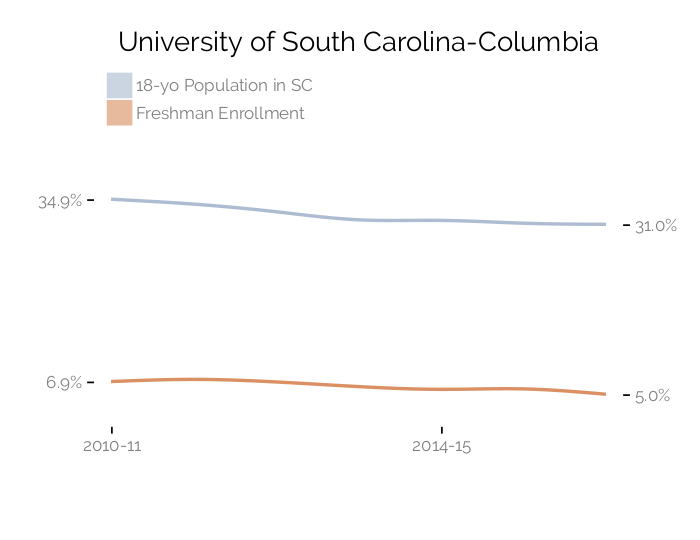 University of South Carolina-Columbia
18-yo Population in SC
Freshman Enrollment
34.9%
31.0%
6.9%
5.0%
2010-11
2014-15